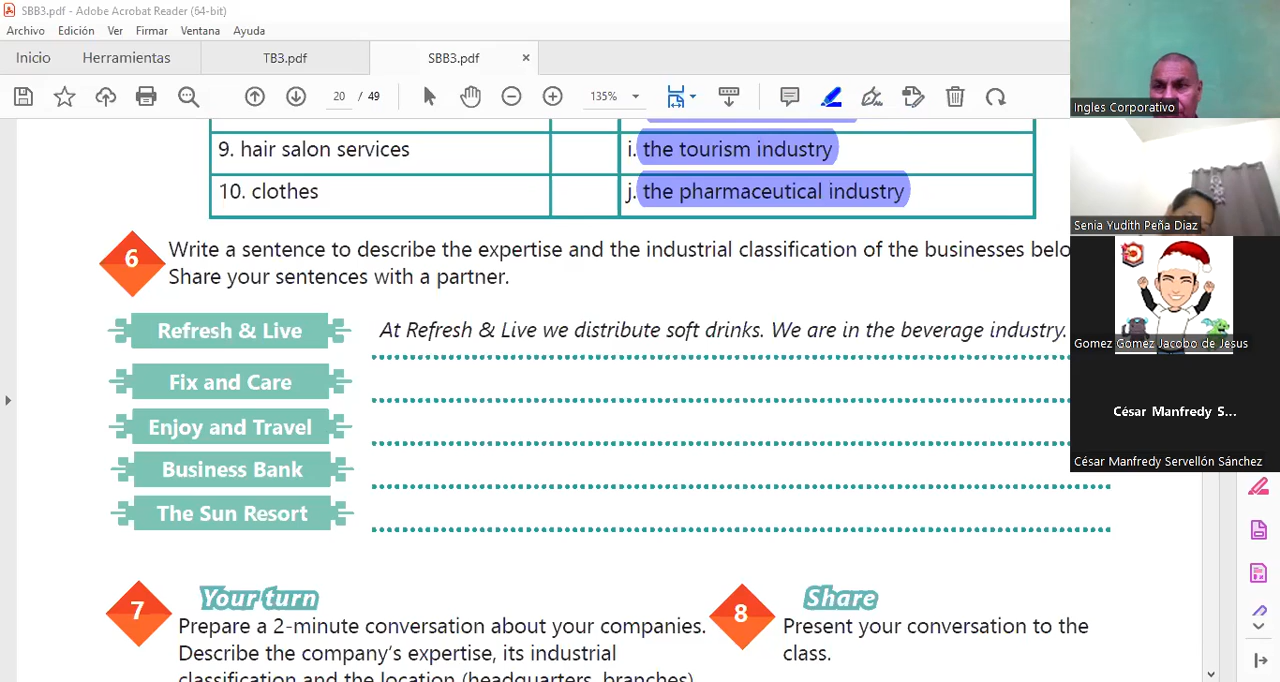 SBB3.pdf - Adobe Acrobat Reader (64-bit)
Archivo Edición Ver Firmar Ventana Ayuda
Inicio Herramientas TB3.pdf SBB3.pdf ×
20 / 49 135%
9. hair salon services i. the tourism industry
10. clothes j. the pharmaceutical industry
6 Write a sentence to describe the expertise and the industrial classification of the businesses belo
Share your sentences with a partner.
Refresh & Live At Refresh & Live we distribute soft drinks. We are in the beverage industry.
Fix and Care
Enjoy and Travel
Business Bank
The Sun Resort
7 Your turn
Prepare a 2-minute conversation about your companies.
Describe the company's expertise, its industrial
classification and the location (headquarters, branches)
8 Share
Present your conversation to the
class.
Ingles Corporativo
Senia Yudith Peña Diaz
Gomez Gomez Jacobo de Jesus
César Manfredy S...
César Manfredy Servellón Sánchez